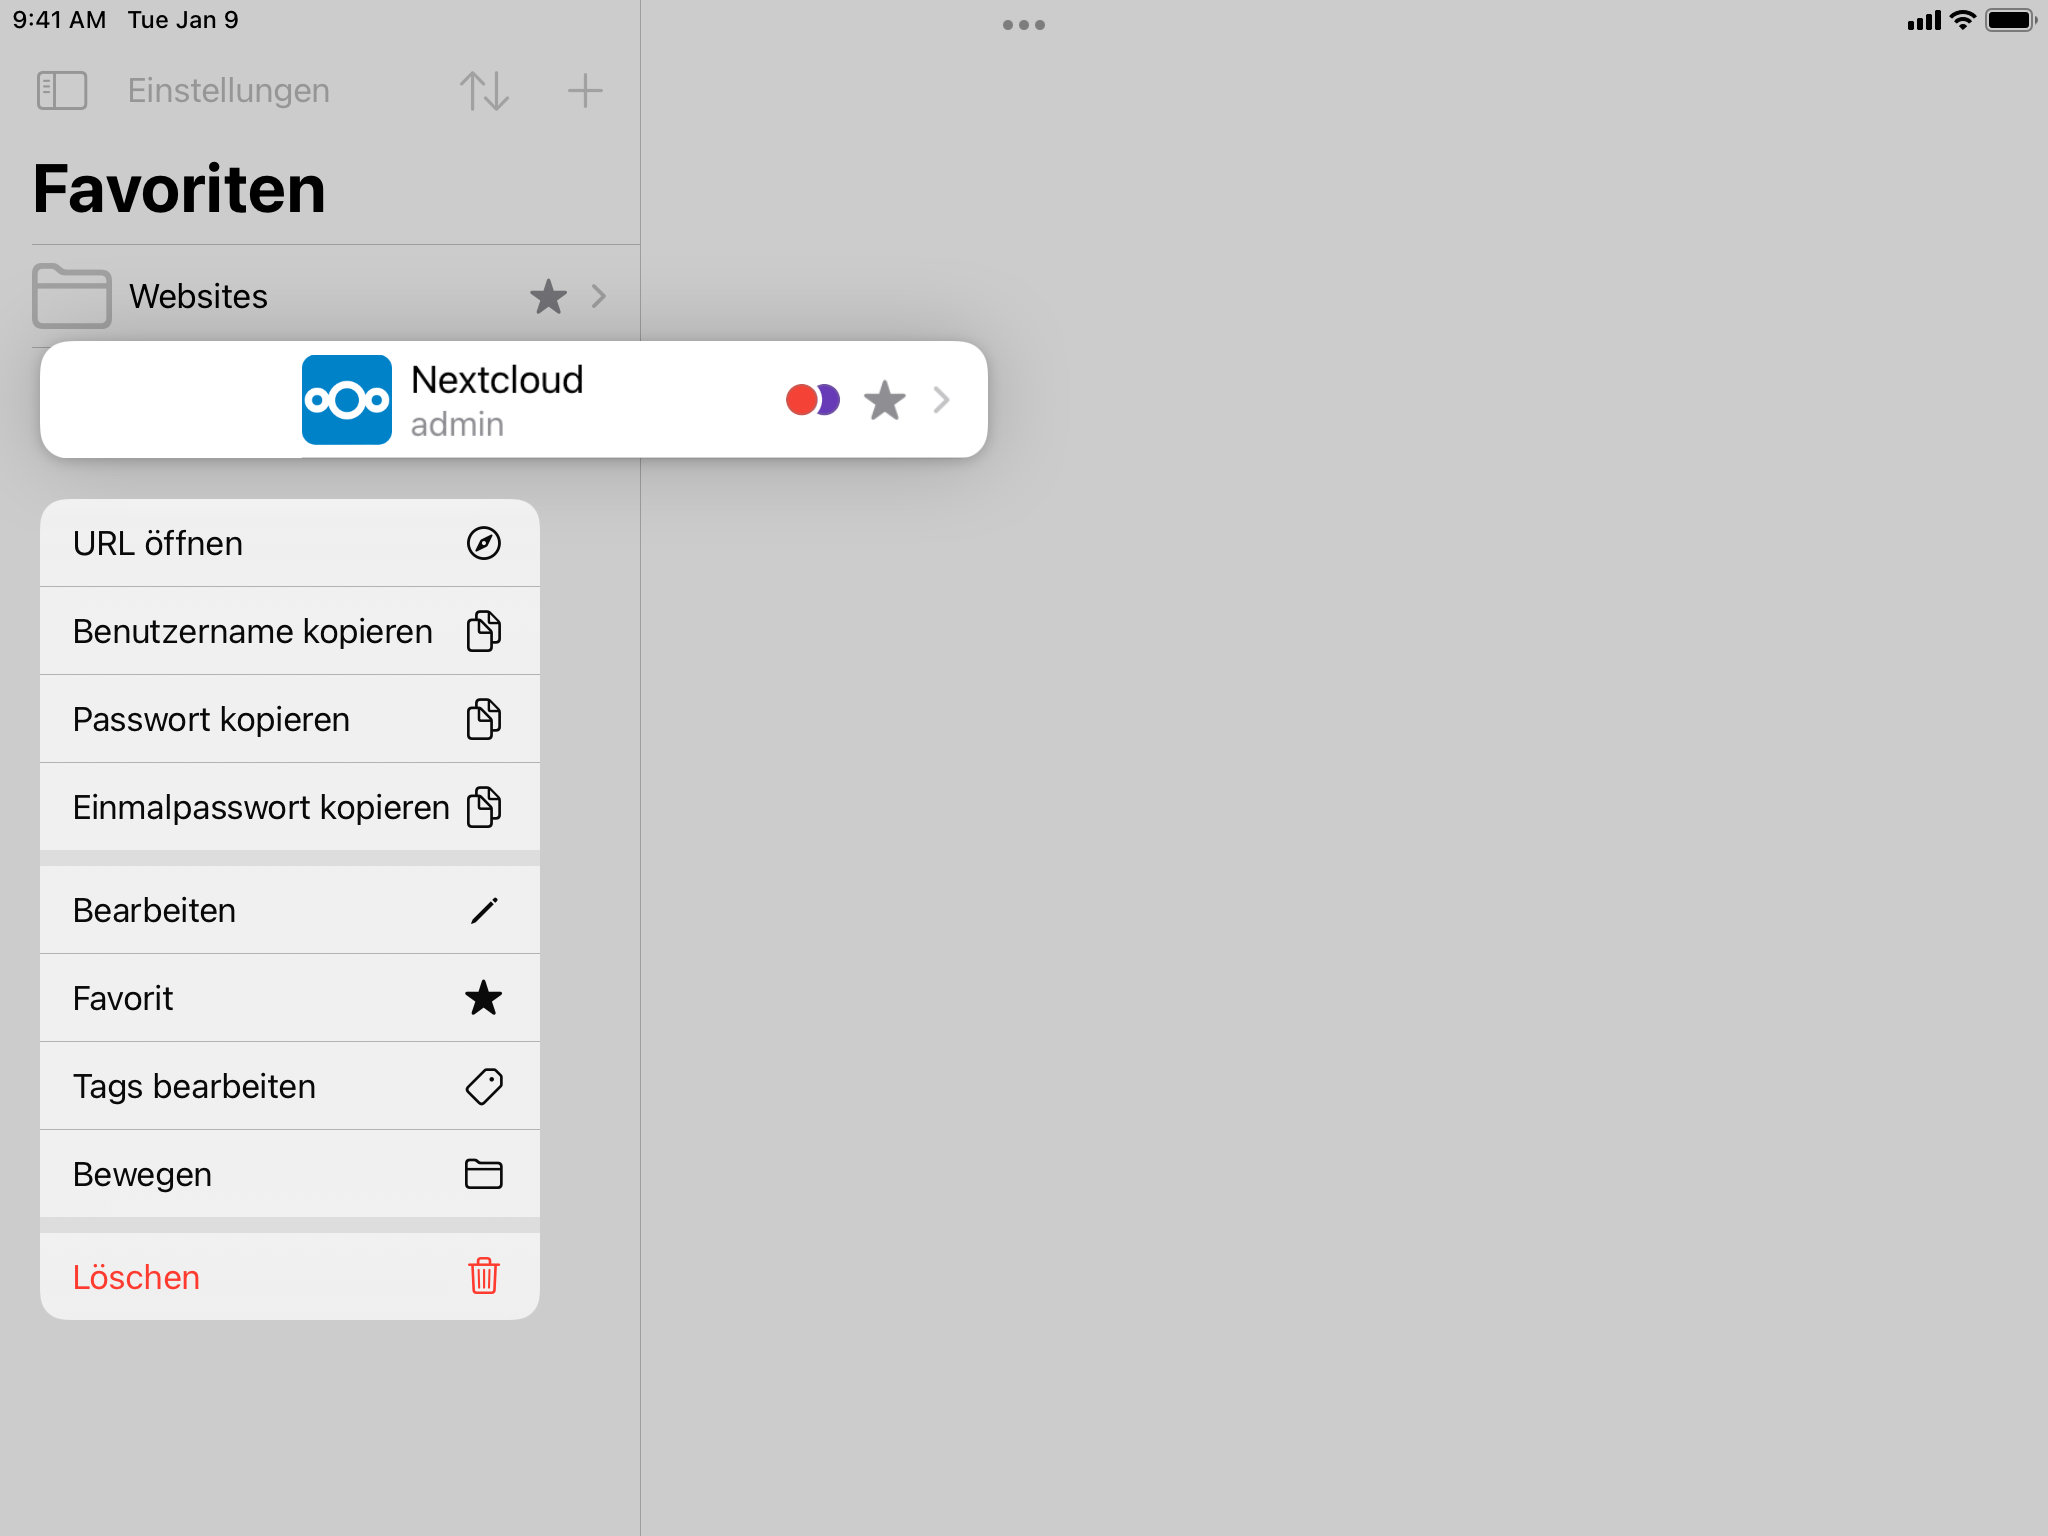 9:41 AM Tue Jan 9
Einstellungen
Favoriten
Websites
Nextcloud
admin
URL öffnen
Benutzername kopieren
Passwort kopieren
Einmalpasswort kopieren
Bearbeiten
Favorit
Tags bearbeiten
Bewegen
Löschen